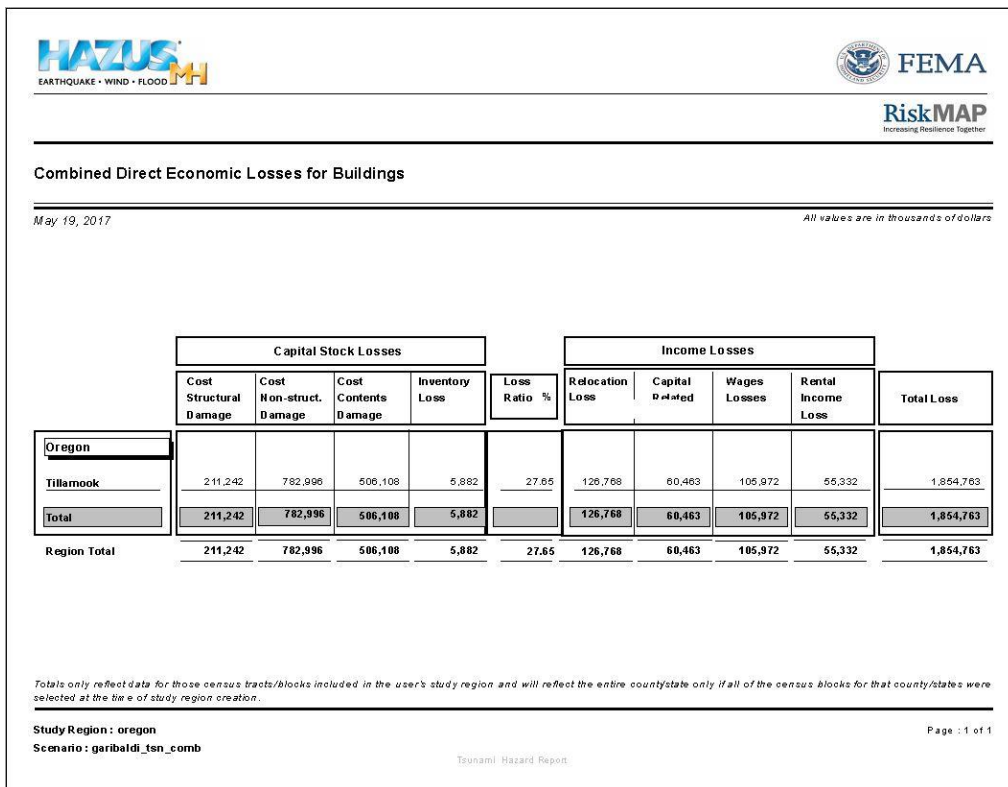 HAZUS MH
EARTHQUAKE • WIND • FLOOD
FEMA
U.S. DEPARTMENT OF HOMELAND SECURITY
RiskMAP
Increasing Resilience Together
Combined Direct Economic Losses for Buildings
May 19, 2017
All values are in thousands of dollars
Capital Stock Losses
Income Losses
Cost Structural Damage
Cost Non-struct. Damage
Cost Contents Damage
Inventory Loss
Loss Ratio %
Relocation Loss
Capital Related
Wages Losses
Rental Income Loss
Total Loss
Oregon
Tillamook 211,242 782,996 506,108 5,882 27.65 126,768 60,463 105,972 55,332 1,854,763
Total 211,242 782,996 506,108 5,882 126,768 60,463 105,972 55,332 1,854,763
Region Total 211,242 782,996 506,108 5,882 27.65 126,768 60,463 105,972 55,332 1,854,763
Totals only reflect data for those census tracts/blocks included in the user's study region and will reflect the entire county/state only if all of the census blocks for that county/states were
selected at the time of study region creation.
Study Region : oregon
Page : 1 of 1
Scenario : garibaldi_tsn_comb
Tsunami Hazard Report